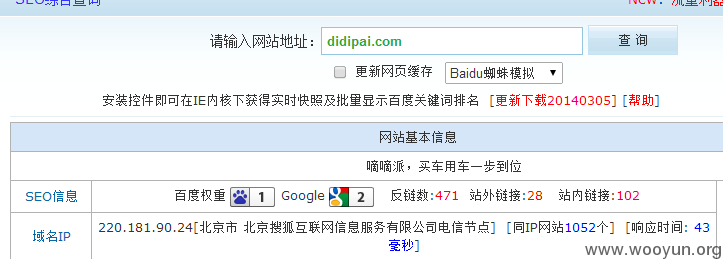 SEO综合查询 New：流量利器
请输入网站地址： didipai.com 查 询
更新网页缓存 Baidu蜘蛛模拟
安装控件即可在IE内核下获得实时快照及批量显示百度关键词排名 [更新下载20140305] [帮助]
网站基本信息
嘀嘀派，买车用车一步到位
SEO信息 百度权重 1 Google 2 反链数:471 站外链接:28 站内链接:102
域名IP 220.181.90.24[北京市 北京搜狐互联网信息服务有限公司电信节点] [同IP网站1052个] [响应时间: 43
毫秒]
www.wooyun.org